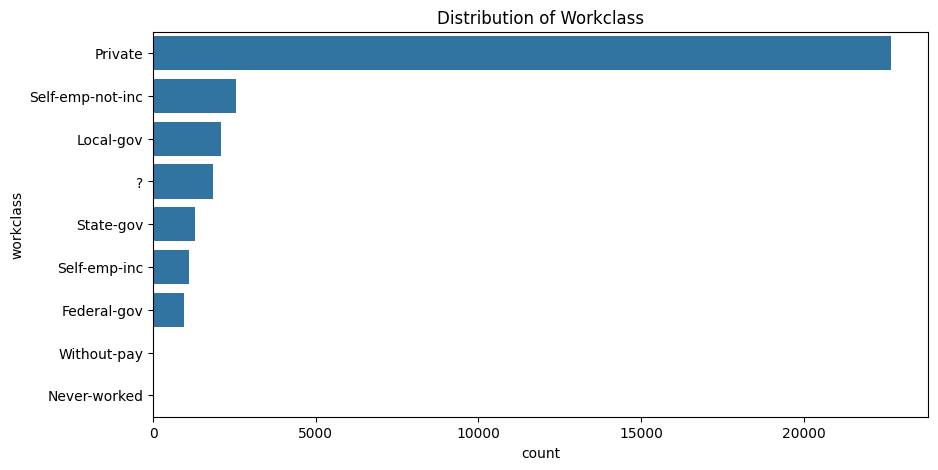 Distribution of Workclass
Private
Self-emp-not-inc
Local-gov
?
State-gov
Self-emp-inc
Federal-gov
Without-pay
Never-worked
workclass
0 5000 10000 15000 20000
count